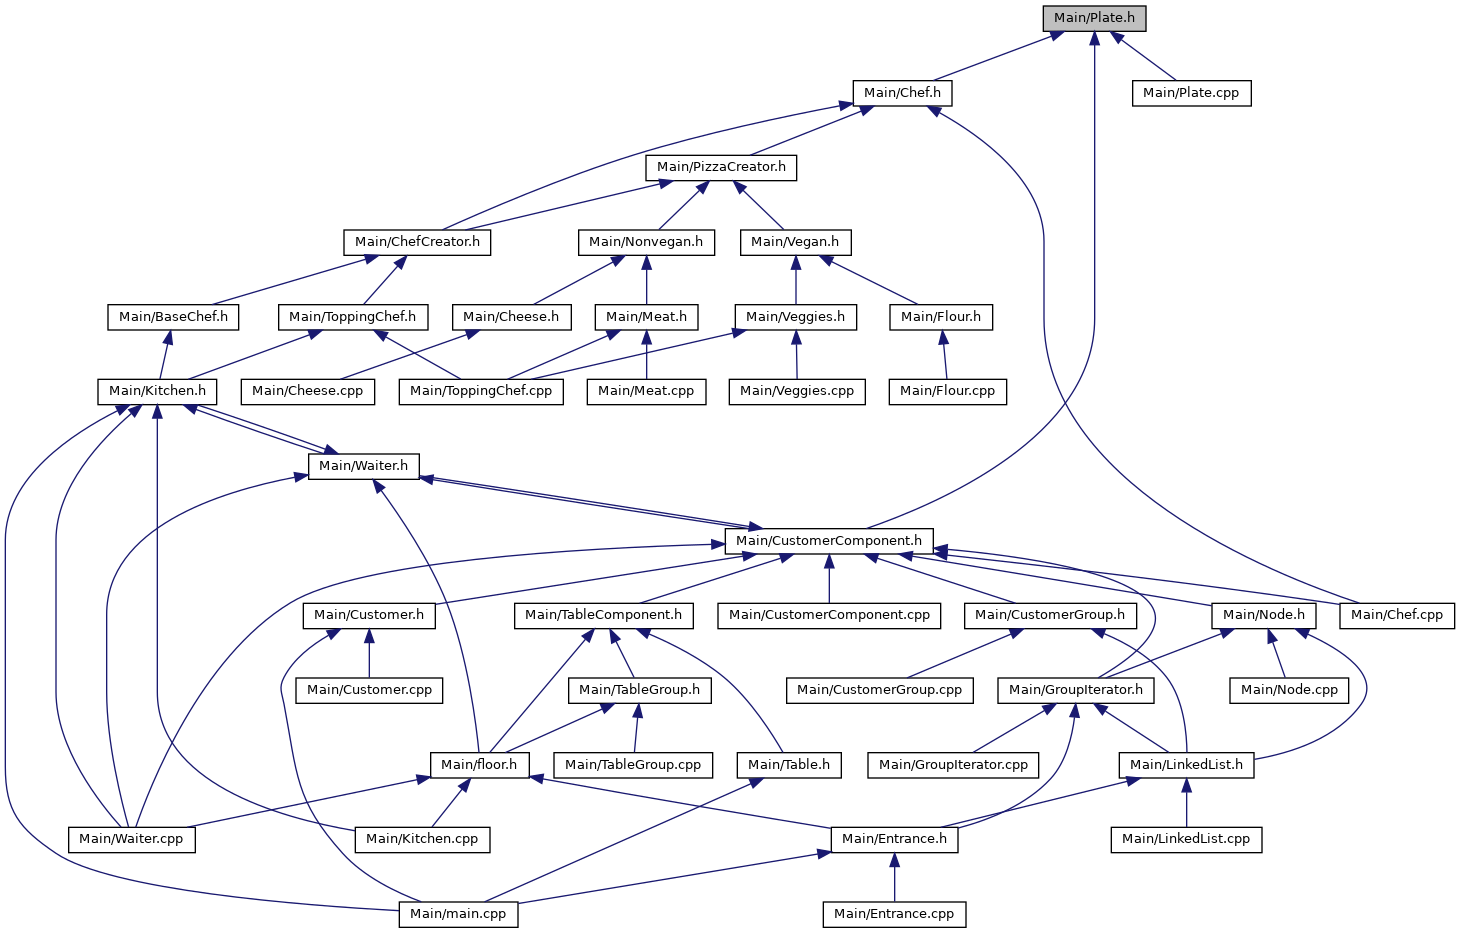 Main/Plate.h
Main/Chef.h
Main/Plate.cpp
Main/PizzaCreator.h
Main/ChefCreator.h
Main/Nonvegan.h
Main/Vegan.h
Main/BaseChef.h
Main/ToppingChef.h
Main/Cheese.h
Main/Meat.h
Main/Veggies.h
Main/Flour.h
Main/Kitchen.h
Main/Cheese.cpp
Main/ToppingChef.cpp
Main/Meat.cpp
Main/Veggies.cpp
Main/Flour.cpp
Main/Waiter.h
Main/CustomerComponent.h
Main/Customer.h
Main/TableComponent.h
Main/CustomerComponent.cpp
Main/CustomerGroup.h
Main/Node.h
Main/Chef.cpp
Main/Customer.cpp
Main/TableGroup.h
Main/CustomerGroup.cpp
Main/GroupIterator.h
Main/Node.cpp
Main/floor.h
Main/TableGroup.cpp
Main/Table.h
Main/GroupIterator.cpp
Main/LinkedList.h
Main/Waiter.cpp
Main/Kitchen.cpp
Main/Entrance.h
Main/LinkedList.cpp
Main/main.cpp
Main/Entrance.cpp